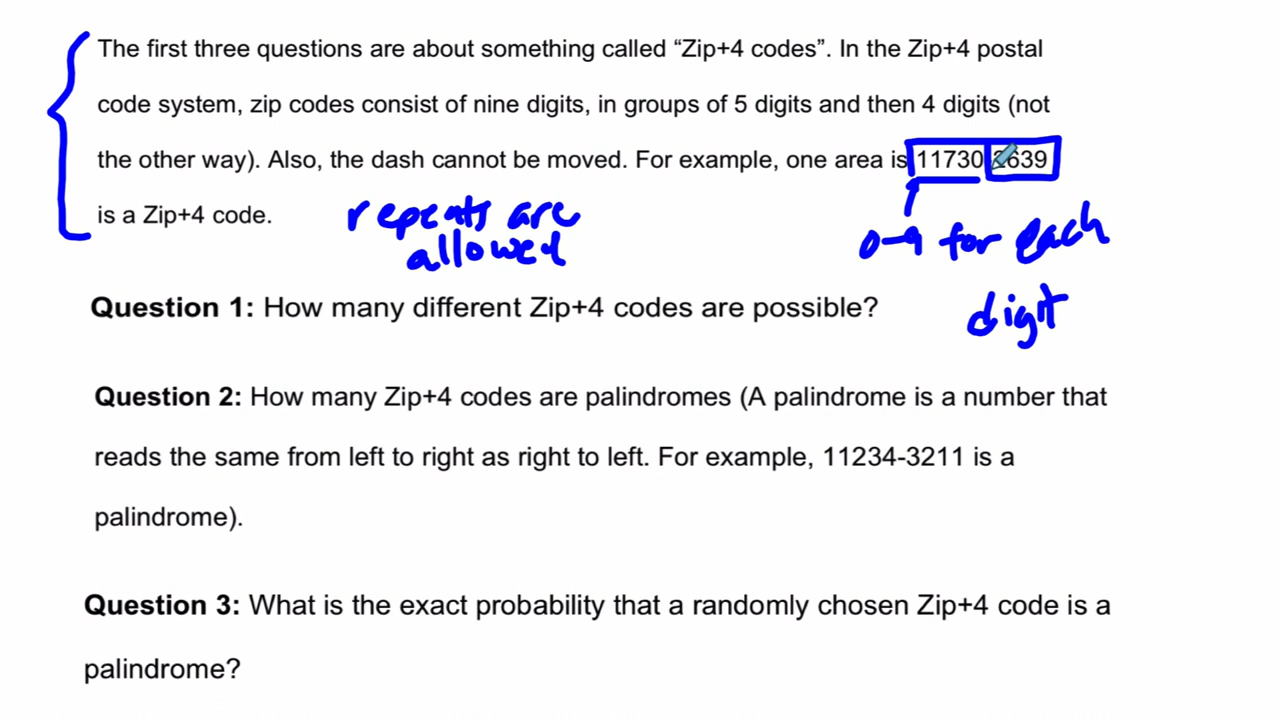 The first three questions are about something called “Zip+4 codes”. In the Zip+4 postal
code system, zip codes consist of nine digits, in groups of 5 digits and then 4 digits (not
the other way). Also, the dash cannot be moved. For example, one area is 11730 2639
is a Zip+4 code.
repeats are
allowed
0-9 for each
digit
Question 1: How many different Zip+4 codes are possible?
Question 2: How many Zip+4 codes are palindromes (A palindrome is a number that
reads the same from left to right as right to left. For example, 11234-3211 is a
palindrome).
Question 3: What is the exact probability that a randomly chosen Zip+4 code is a
palindrome?